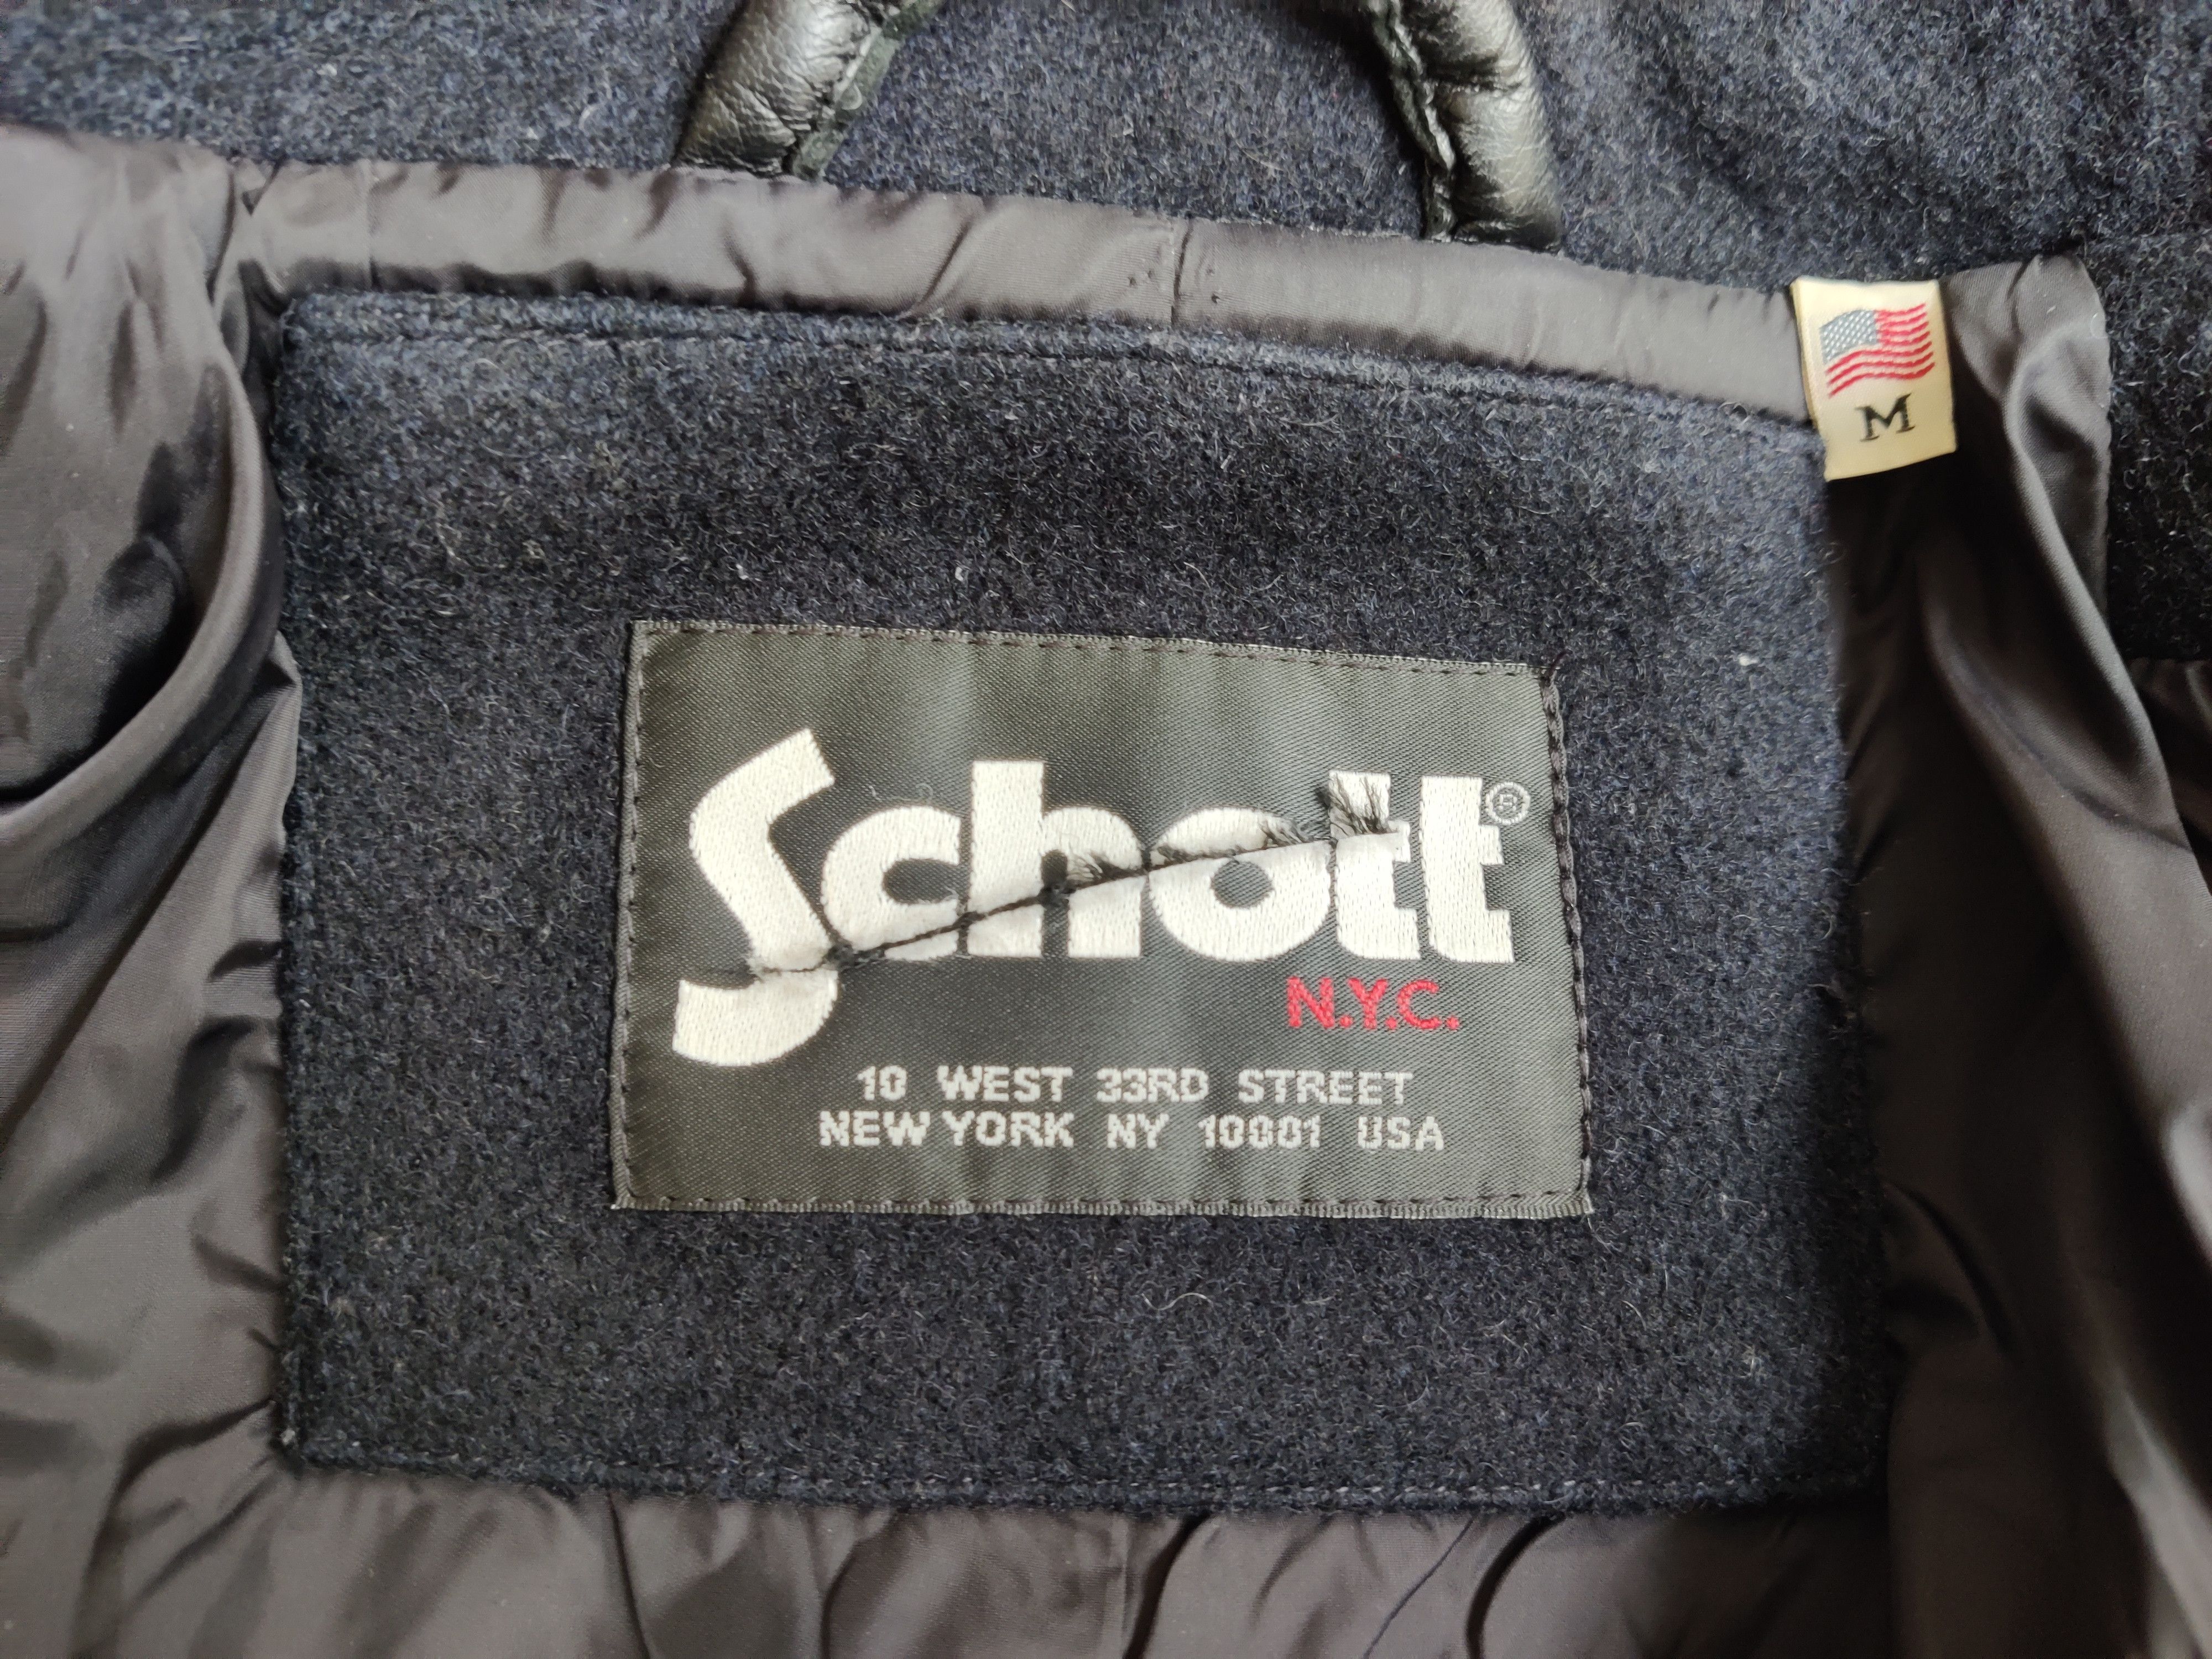 M
Schott®
N.Y.C.
10 WEST 33RD STREET
NEW YORK NY 10001 USA